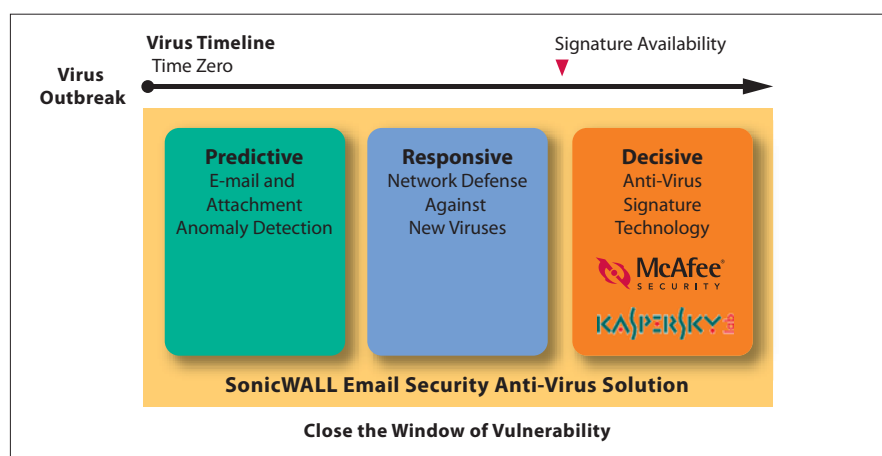 Virus Timeline
Time Zero
Signature Availability
Virus
Outbreak
Predictive
E-mail and
Attachment
Anomaly Detection
Responsive
Network Defense
Against
New Viruses
Decisive
Anti-Virus
Signature
Technology
McAfee®
SECURITY
KASPERSKY lab
SonicWALL Email Security Anti-Virus Solution
Close the Window of Vulnerability